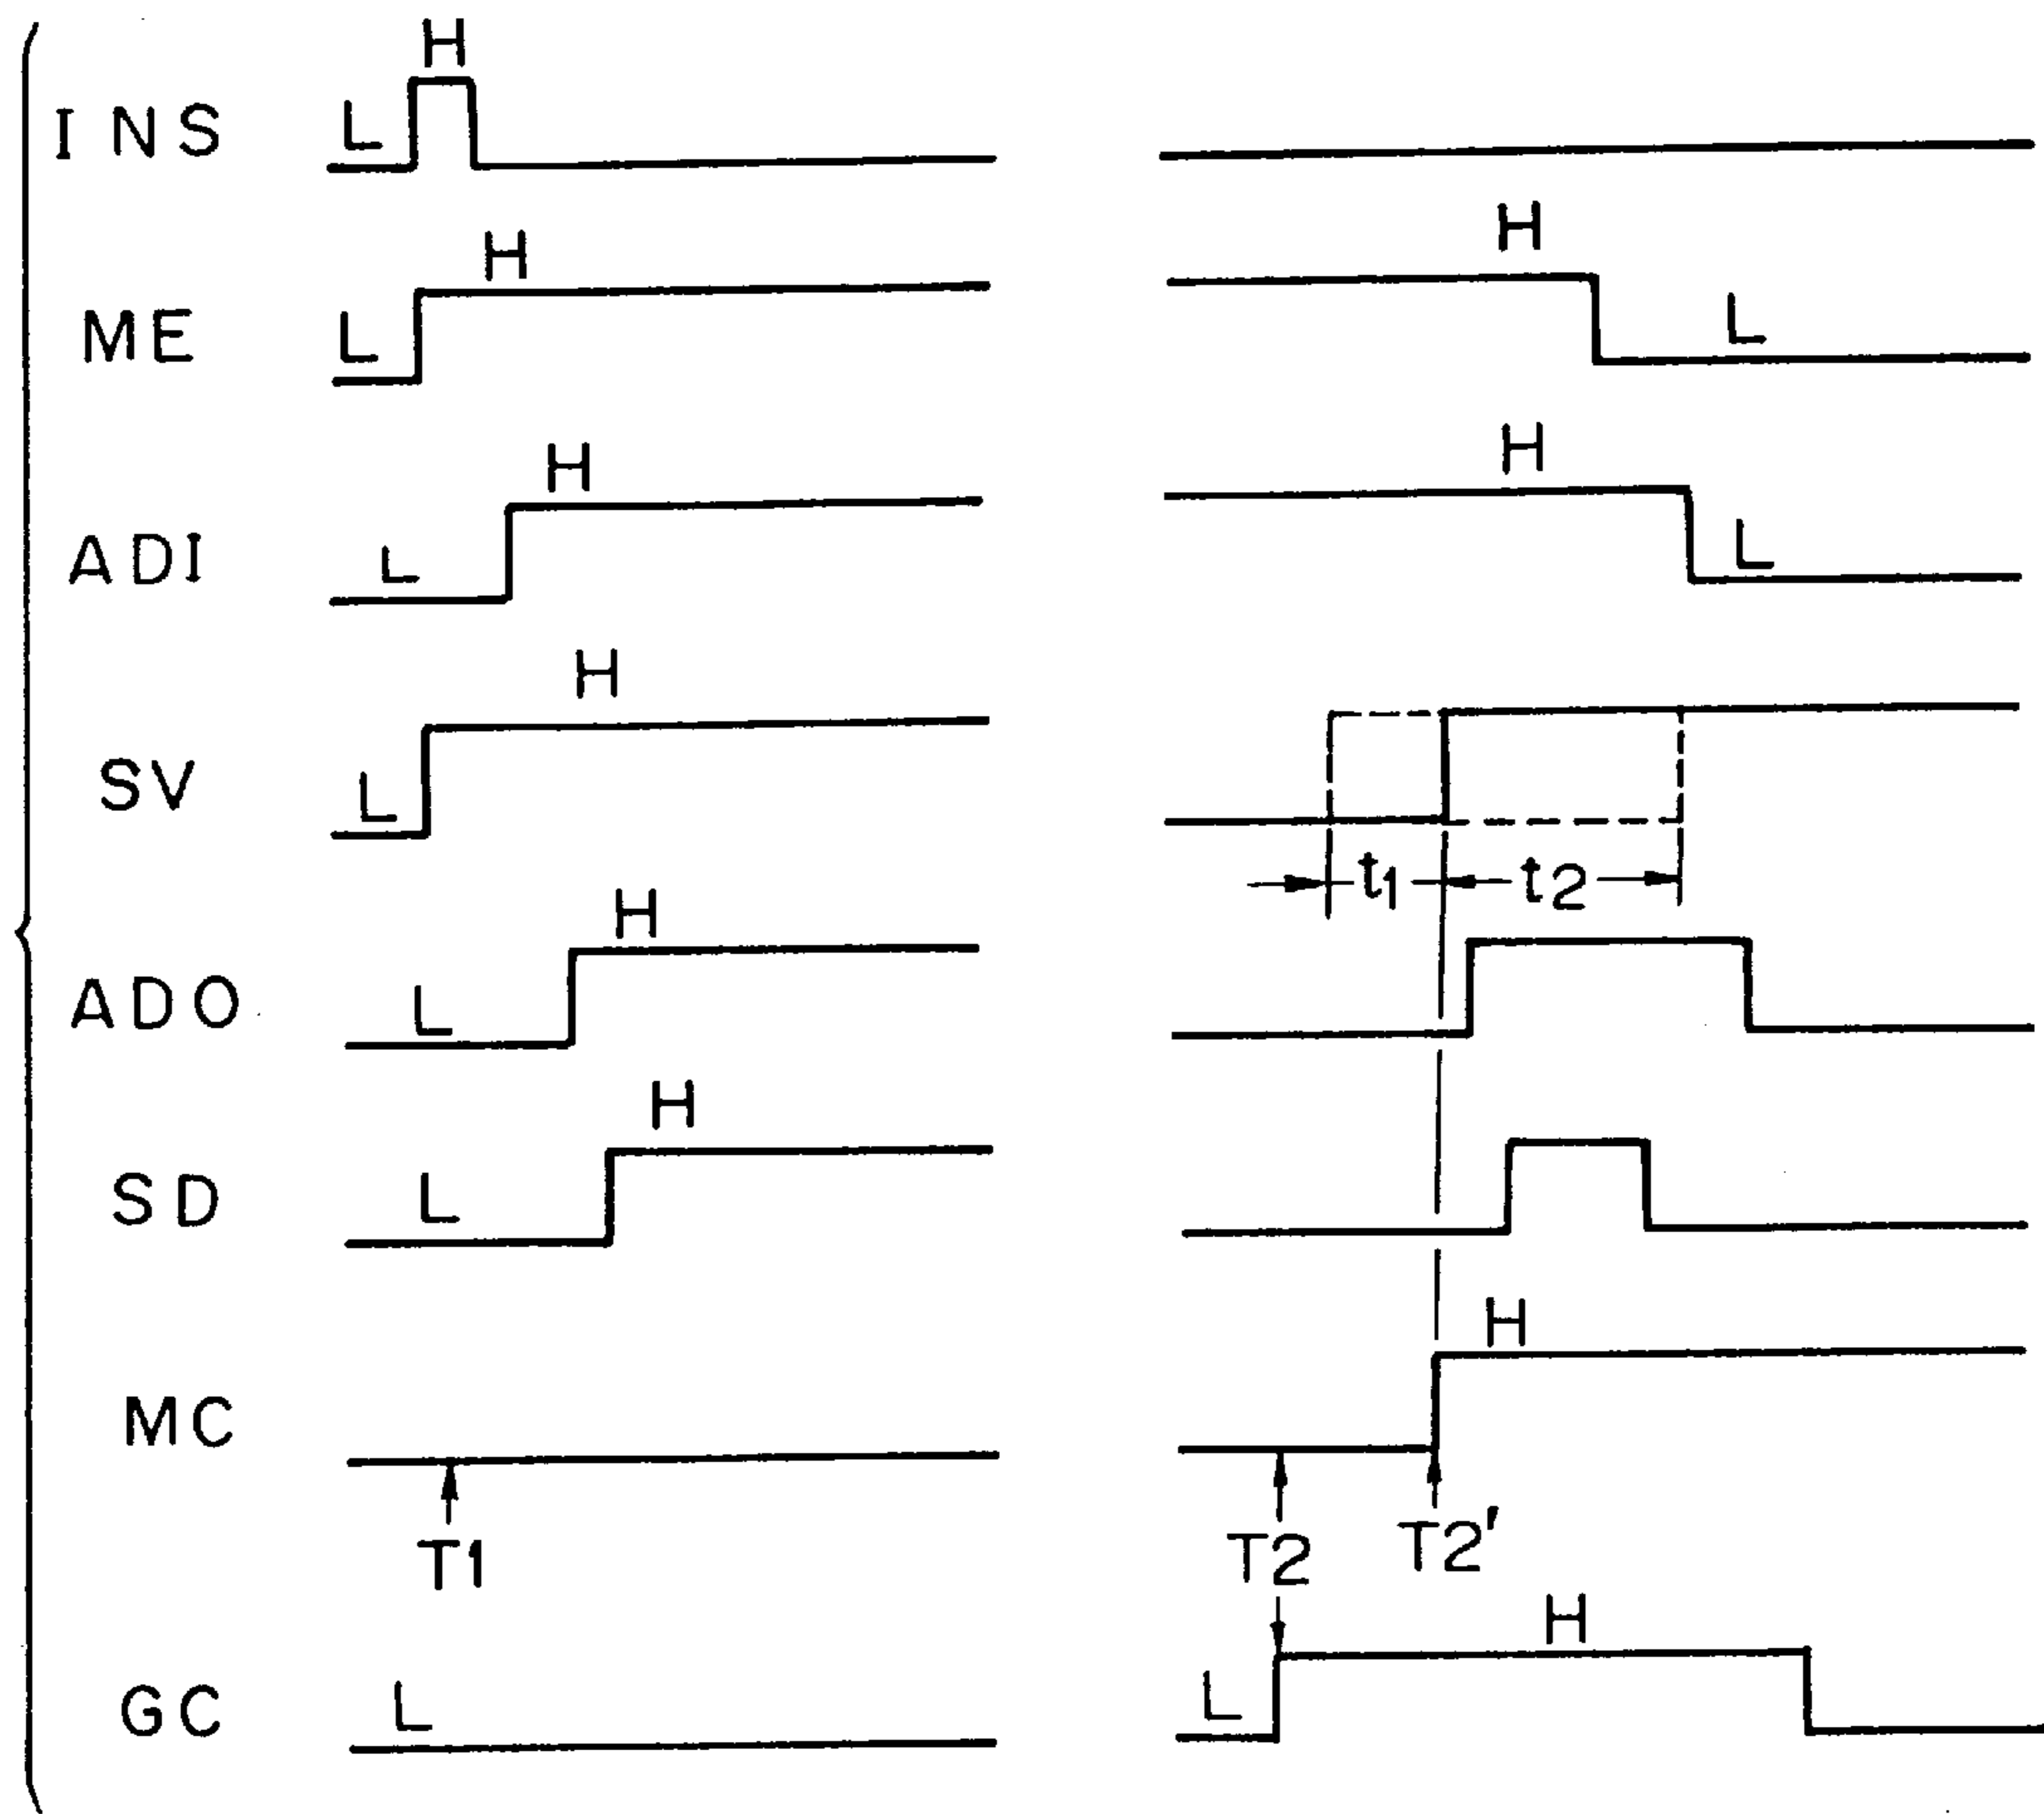 H
INS L
H H
ME L L
H H
ADI L L
H
SV L
t1 t2
H
ADO L
H
SD L
H
MC
T1 T2 T2'
H
GC L L